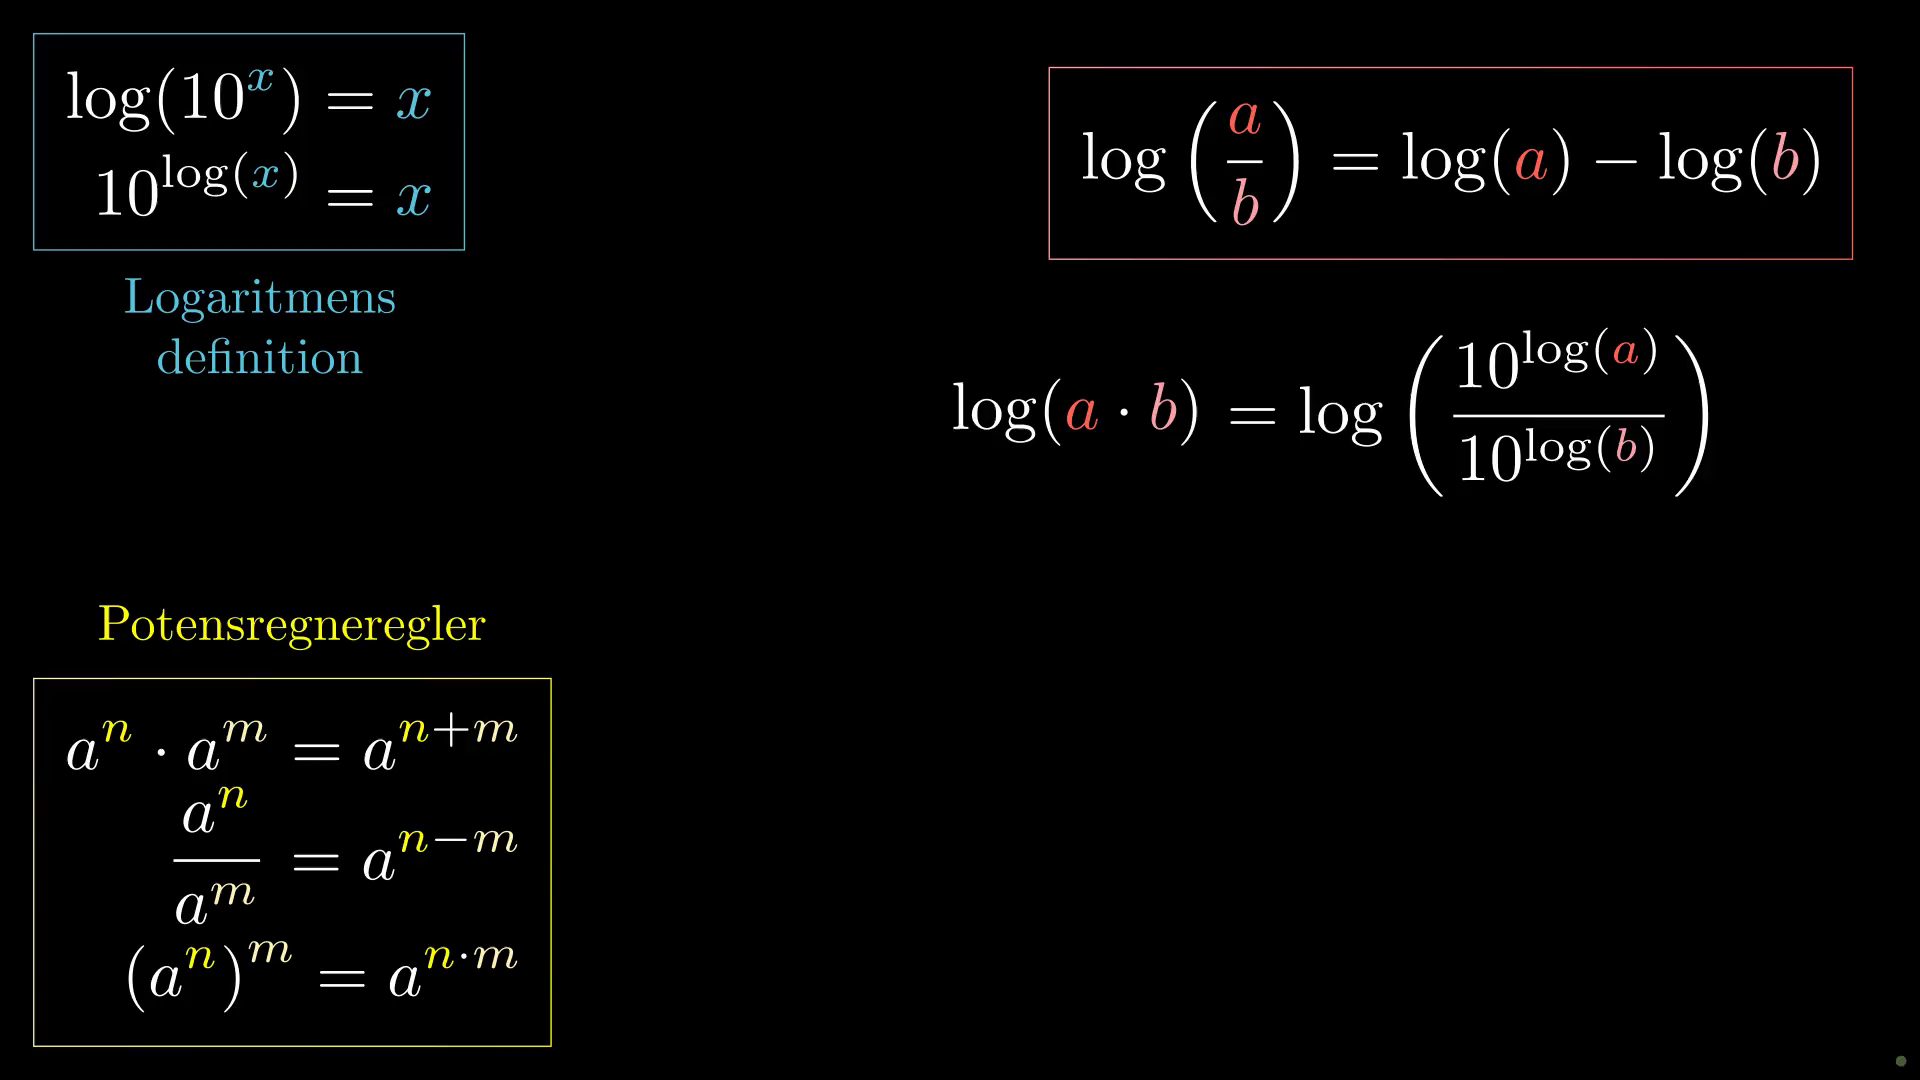 log(10^x) = x
10^log(x) = x
Logaritmens
definition
log(a/b) = log(a) − log(b)
log(a · b) = log(10^log(a) / 10^log(b))
Potensregneregler
a^n · a^m = a^(n+m)
a^n / a^m = a^(n−m)
(a^n)^m = a^(n·m)